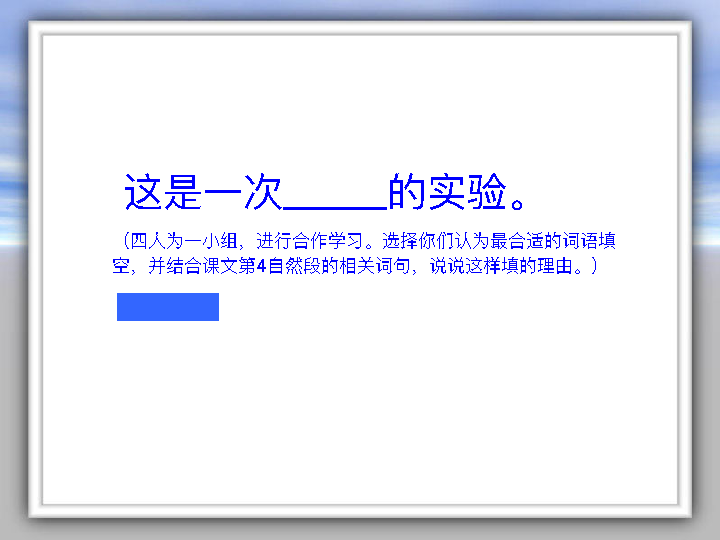 这是一次_____的实验。
（四人为一小组，进行合作学习。选择你们认为最合适的词语填
空，并结合课文第4自然段的相关词句，说说这样填的理由。）